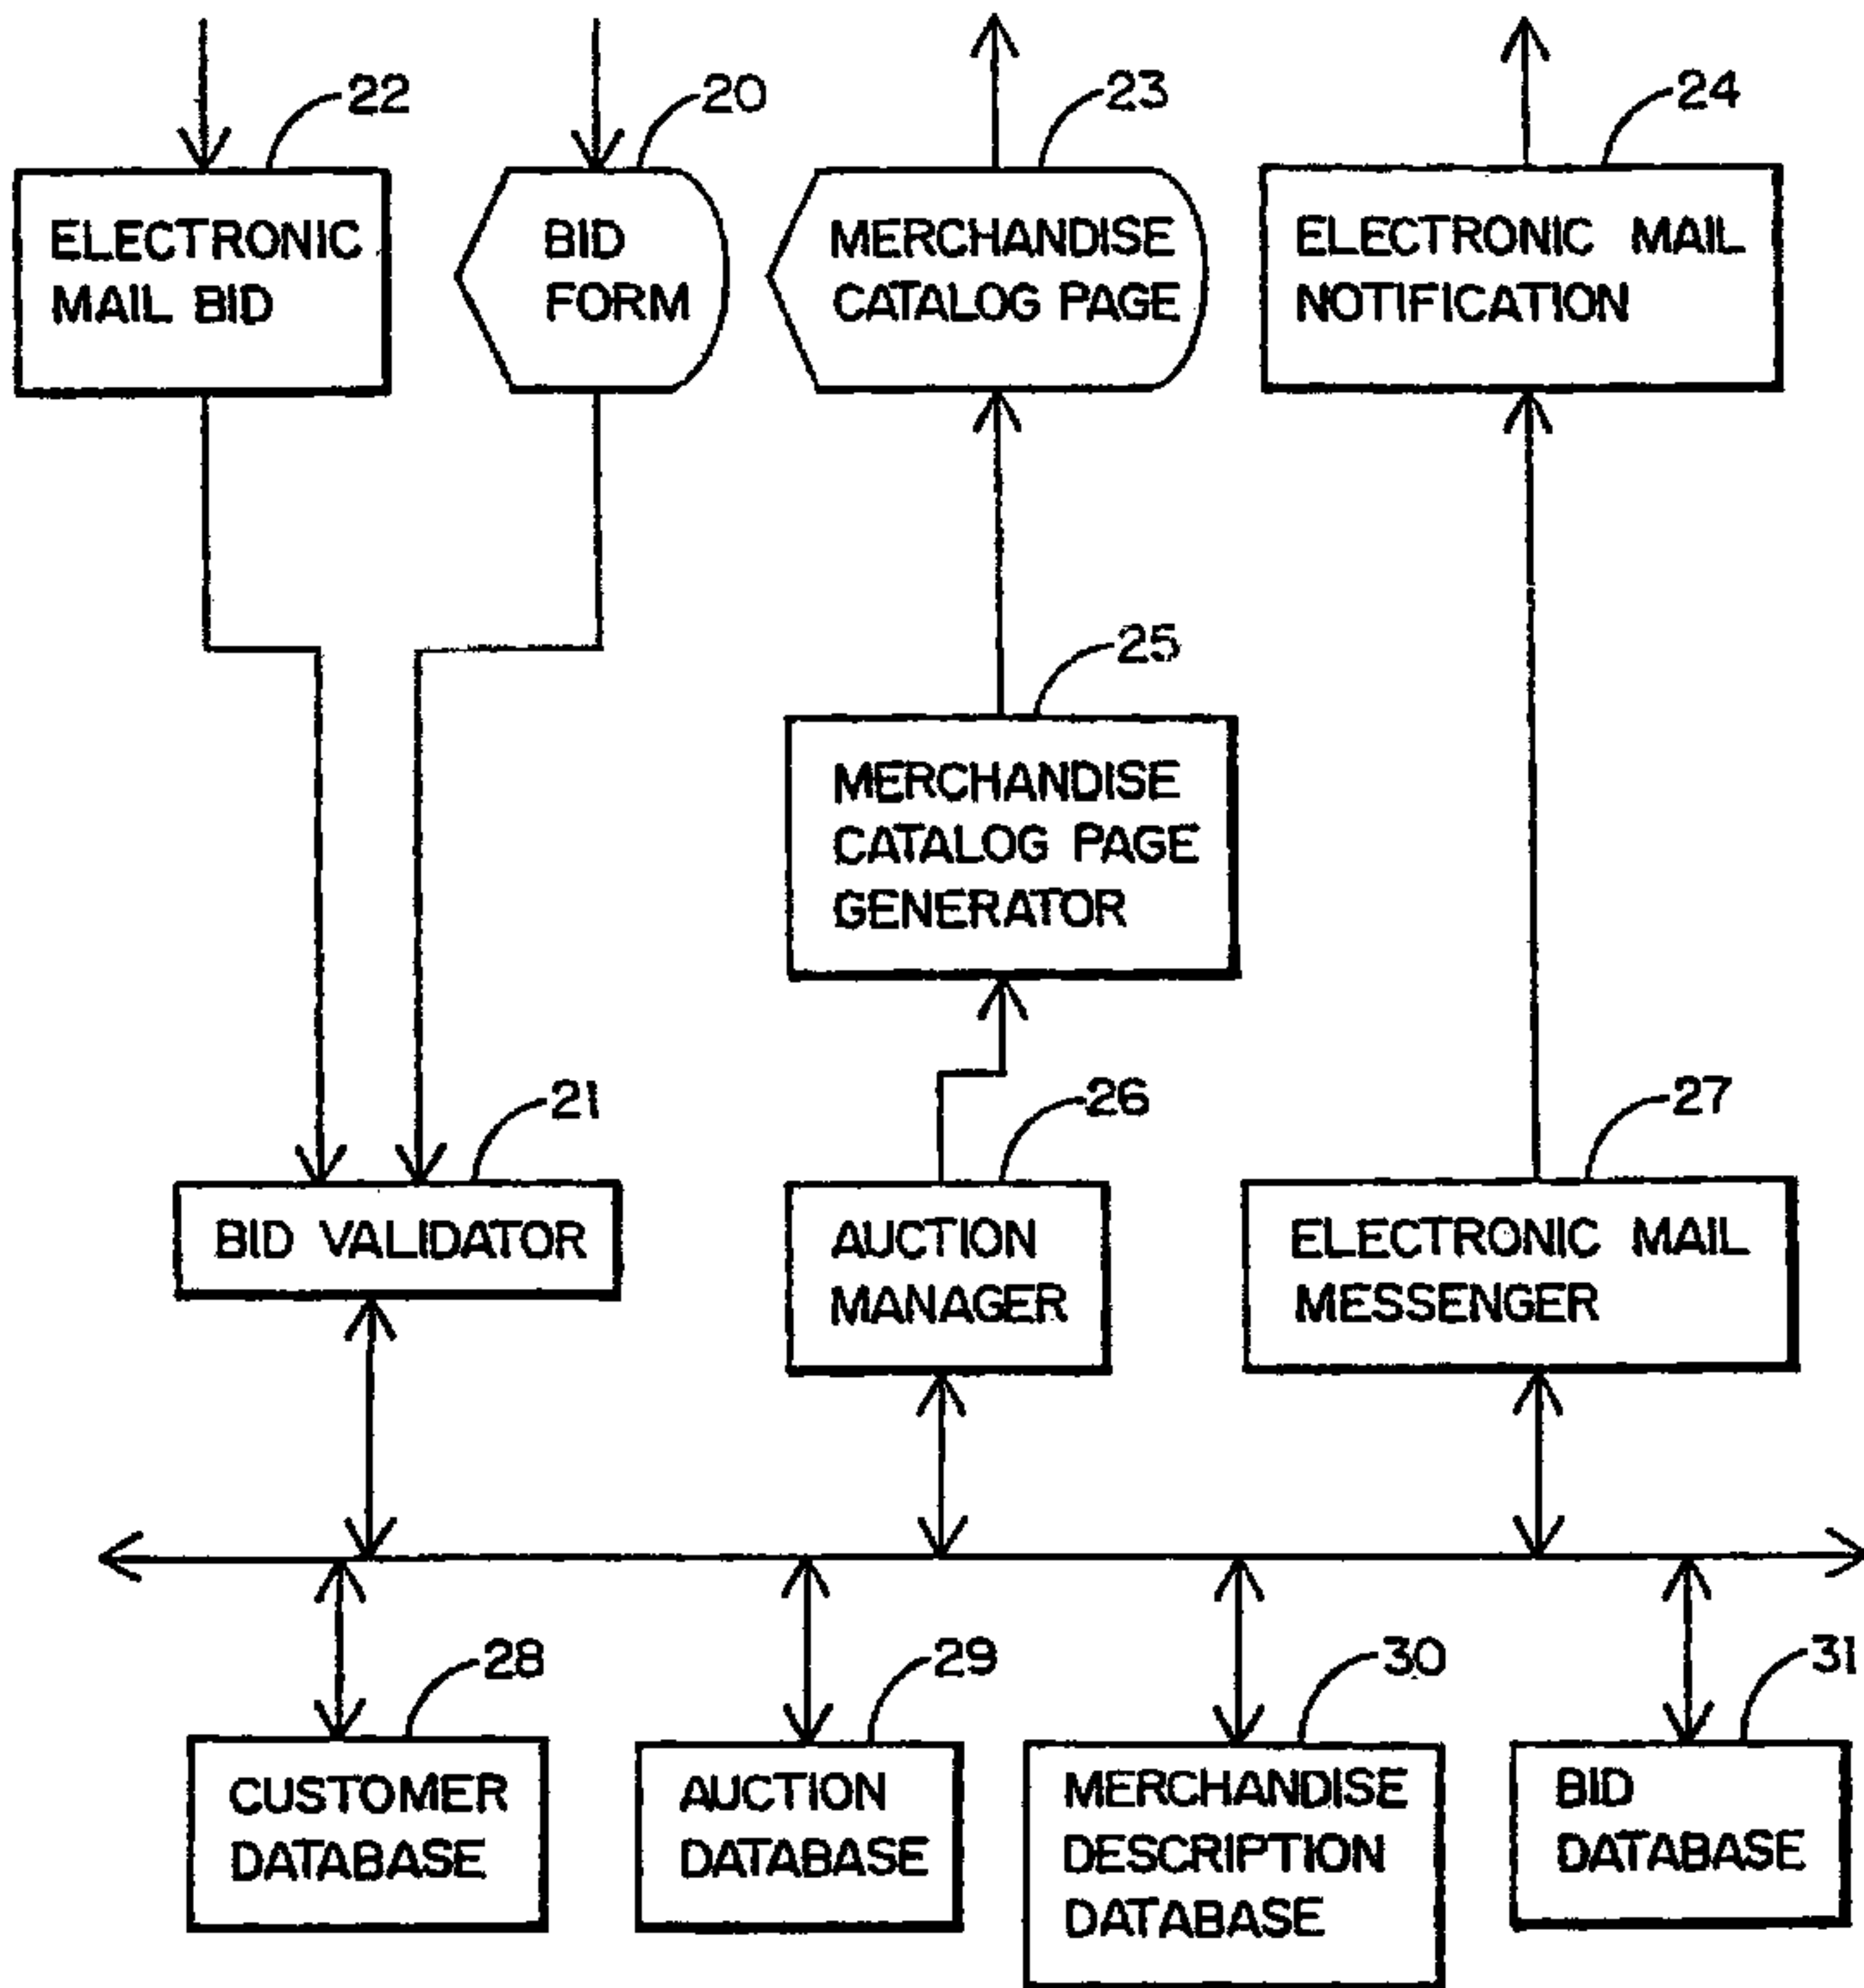 22
20
23
24
ELECTRONIC
MAIL BID
BID
FORM
MERCHANDISE
CATALOG PAGE
ELECTRONIC MAIL
NOTIFICATION
25
MERCHANDISE
CATALOG PAGE
GENERATOR
21
26
27
BID VALIDATOR
AUCTION
MANAGER
ELECTRONIC MAIL
MESSENGER
28
29
30
31
CUSTOMER
DATABASE
AUCTION
DATABASE
MERCHANDISE
DESCRIPTION
DATABASE
BID
DATABASE